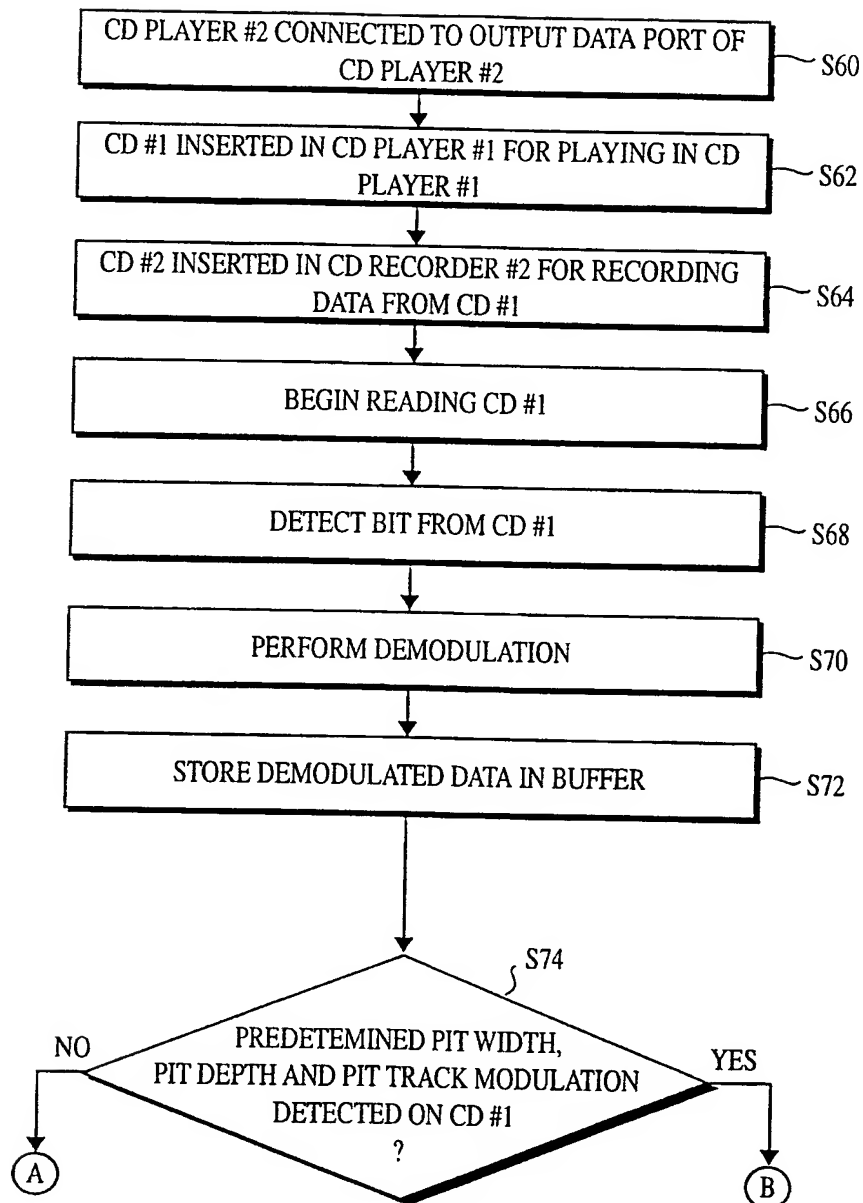 CD PLAYER #2 CONNECTED TO OUTPUT DATA PORT OF
CD PLAYER #2
S60
CD #1 INSERTED IN CD PLAYER #1 FOR PLAYING IN CD
PLAYER #1
S62
CD #2 INSERTED IN CD RECORDER #2 FOR RECORDING
DATA FROM CD #1
S64
BEGIN READING CD #1
S66
DETECT BIT FROM CD #1
S68
PERFORM DEMODULATION
S70
STORE DEMODULATED DATA IN BUFFER
S72
S74
PREDETEMINED PIT WIDTH,
PIT DEPTH AND PIT TRACK MODULATION
DETECTED ON CD #1
?
NO
YES
A
B